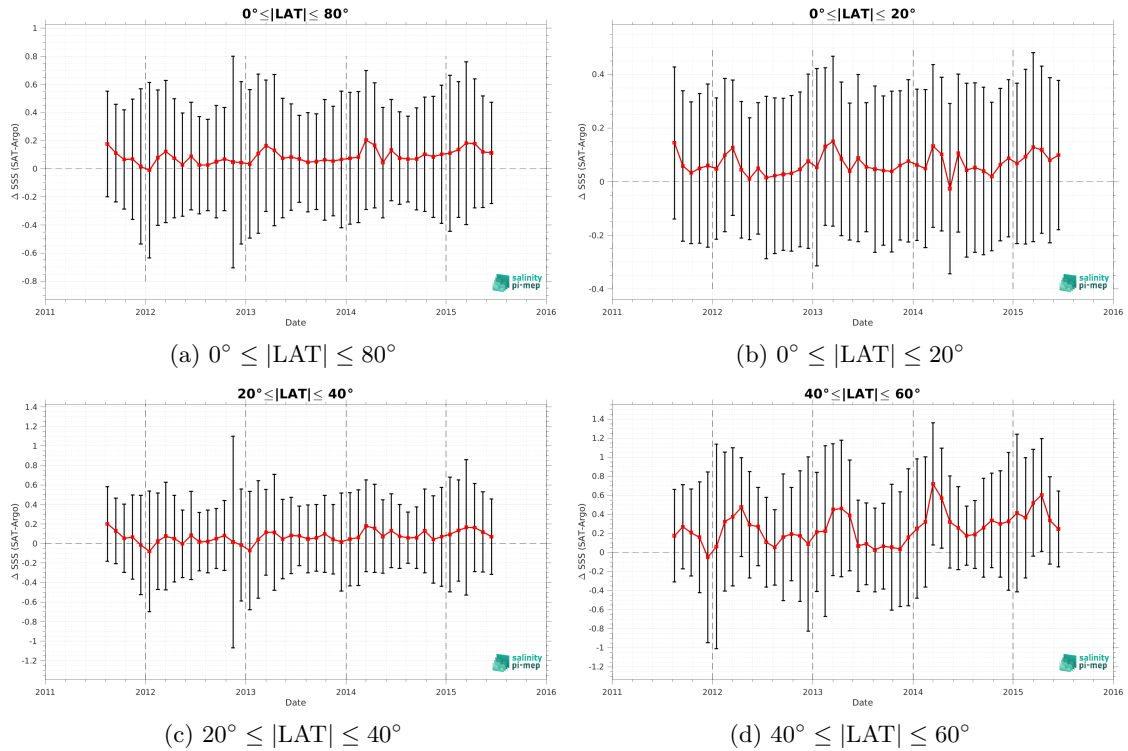 0°≤|LAT|≤ 80°
1
0.8
0.6
0.4
0.2
0
-0.2
-0.4
-0.6
-0.8
Δ SSS (SAT-Argo)
2011 2012 2013 2014 2015 2016
Date
salinity
pi-mep
(a) 0° ≤ |LAT| ≤ 80°
0°≤|LAT|≤ 20°
0.4
0.2
0
-0.2
-0.4
Δ SSS (SAT-Argo)
2011 2012 2013 2014 2015 2016
Date
salinity
pi-mep
(b) 0° ≤ |LAT| ≤ 20°
20°≤|LAT|≤ 40°
1.4
1.2
1
0.8
0.6
0.4
0.2
0
-0.2
-0.4
-0.6
-0.8
-1
-1.2
Δ SSS (SAT-Argo)
2011 2012 2013 2014 2015 2016
Date
salinity
pi-mep
(c) 20° ≤ |LAT| ≤ 40°
40°≤|LAT|≤ 60°
1.4
1.2
1
0.8
0.6
0.4
0.2
0
-0.2
-0.4
-0.6
-0.8
-1
-1.2
Δ SSS (SAT-Argo)
2011 2012 2013 2014 2015 2016
Date
salinity
pi-mep
(d) 40° ≤ |LAT| ≤ 60°